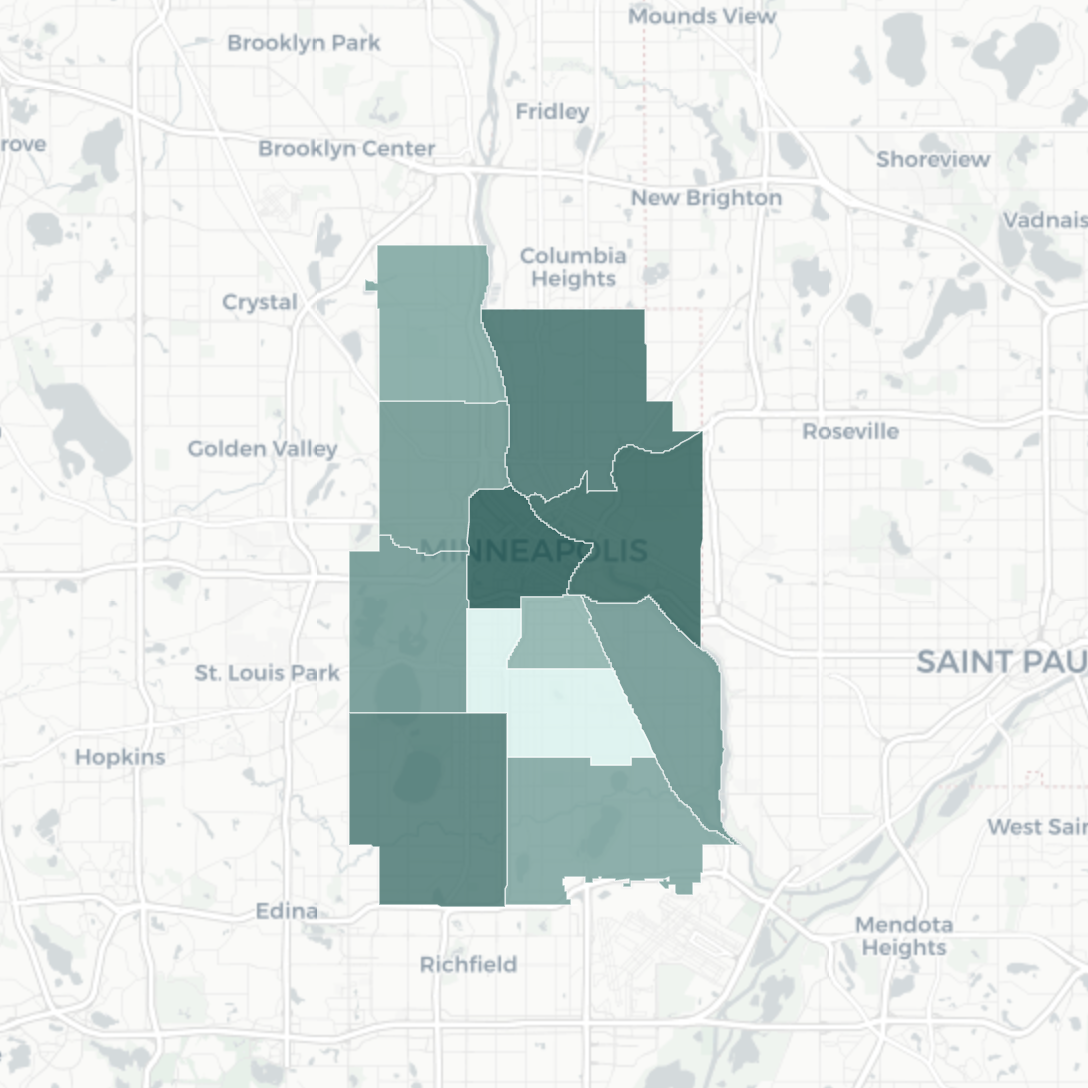 Mounds View
Brooklyn Park
Fridley
rove
Brooklyn Center
Shoreview
New Brighton
Vadnais
Columbia
Heights
Crystal
Roseville
Golden Valley
MINNEAPOLIS
SAINT PAU
St. Louis Park
Hopkins
West Sain
Edina
Mendota
Heights
Richfield